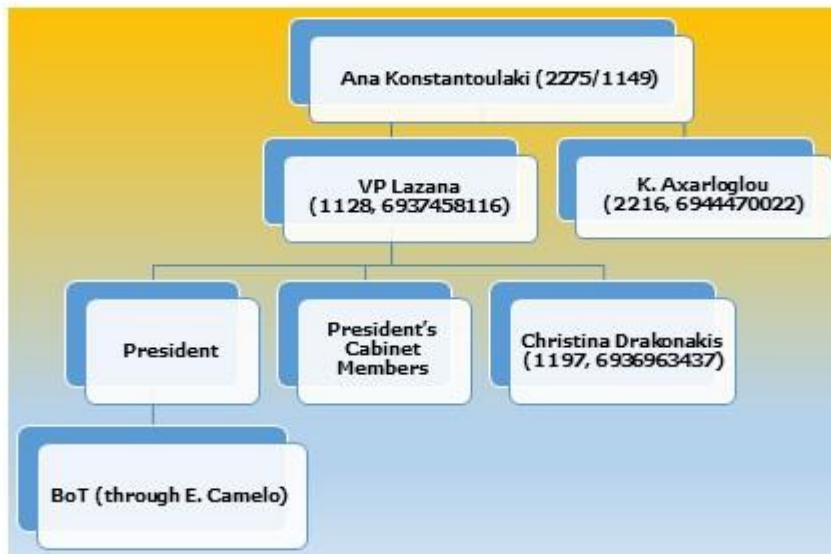 Ana Konstantoulaki (2275/1149)
VP Lazana
(1128, 6937458116)
K. Axarloglou
(2216, 6944470022)
President
President's
Cabinet
Members
Christina Drakonakis
(1197, 6936963437)
BoT (through E. Camelo)